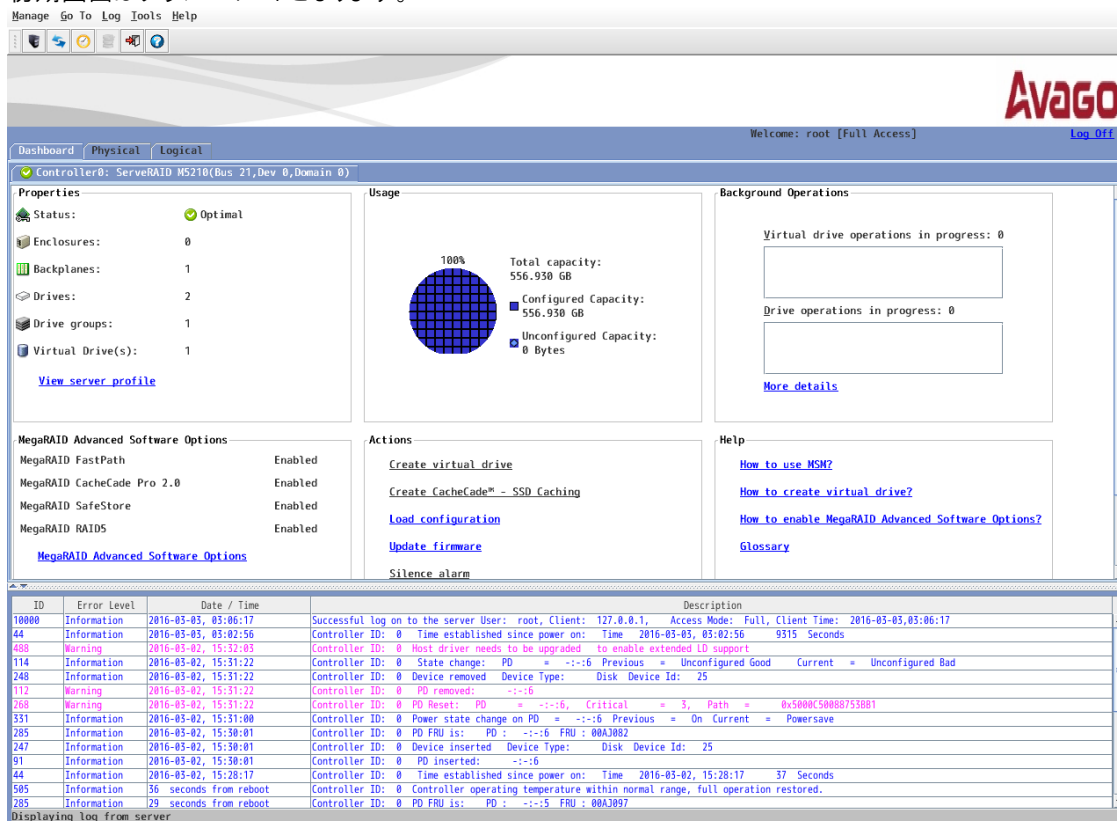 Manage Go To Log Tools Help
Avago
Welcome: root [Full Access] Log Off
Dashboard Physical Logical
Controller0: ServeRAID M5210(Bus 21,Dev 0,Domain 0)
Properties
Status: Optimal
Enclosures: 0
Backplanes: 1
Drives: 2
Drive groups: 1
Virtual Drive(s): 1
View server profile
Usage
100%
Total capacity:
556.930 GB
Configured Capacity:
556.930 GB
Unconfigured Capacity:
0 Bytes
Background Operations
Virtual drive operations in progress: 0
Drive operations in progress: 0
More details
MegaRAID Advanced Software Options
MegaRAID FastPath Enabled
MegaRAID CacheCade Pro 2.0 Enabled
MegaRAID SafeStore Enabled
MegaRAID RAID5 Enabled
MegaRAID Advanced Software Options
Actions
Create virtual drive
Create CacheCade™ - SSD Caching
Load configuration
Update firmware
Silence alarm
Help
How to use MSM?
How to create virtual drive?
How to enable MegaRAID Advanced Software Options?
Glossary
ID Error Level Date / Time Description
10000 Information 2016-03-03, 03:06:17 Successful log on to the server User: root, Client: 127.0.0.1, Access Mode: Full, Client Time: 2016-03-03,03:06:17
44 Information 2016-03-03, 03:02:56 Controller ID: 0 Time established since power on: Time 2016-03-03, 03:02:56 9315 Seconds
488 Warning 2016-03-02, 15:32:03 Controller ID: 0 Host driver needs to be upgraded to enable extended LD support
114 Information 2016-03-02, 15:31:22 Controller ID: 0 State change: PD = -:-:6 Previous = Unconfigured Good Current = Unconfigured Bad
248 Information 2016-03-02, 15:31:22 Controller ID: 0 Device removed Device Type: Disk Device Id: 25
112 Warning 2016-03-02, 15:31:22 Controller ID: 0 PD removed: -:-:6
268 Warning 2016-03-02, 15:31:22 Controller ID: 0 PD Reset: PD = -:-:6, Critical = 3, Path = 0x5000C50088753BB1
331 Information 2016-03-02, 15:31:00 Controller ID: 0 Power state change on PD = -:-:6 Previous = On Current = Powersave
285 Information 2016-03-02, 15:30:01 Controller ID: 0 PD FRU is: PD : -:-:6 FRU : 00AJ082
247 Information 2016-03-02, 15:30:01 Controller ID: 0 Device inserted Device Type: Disk Device Id: 25
91 Information 2016-03-02, 15:30:01 Controller ID: 0 PD inserted: -:-:6
44 Information 2016-03-02, 15:28:17 Controller ID: 0 Time established since power on: Time 2016-03-02, 15:28:17 37 Seconds
505 Information 36 seconds from reboot Controller ID: 0 Controller operating temperature within normal range, full operation restored.
285 Information 29 seconds from reboot Controller ID: 0 PD FRU is: PD : -:-:5 FRU : 00AJ097
Displaying log from server